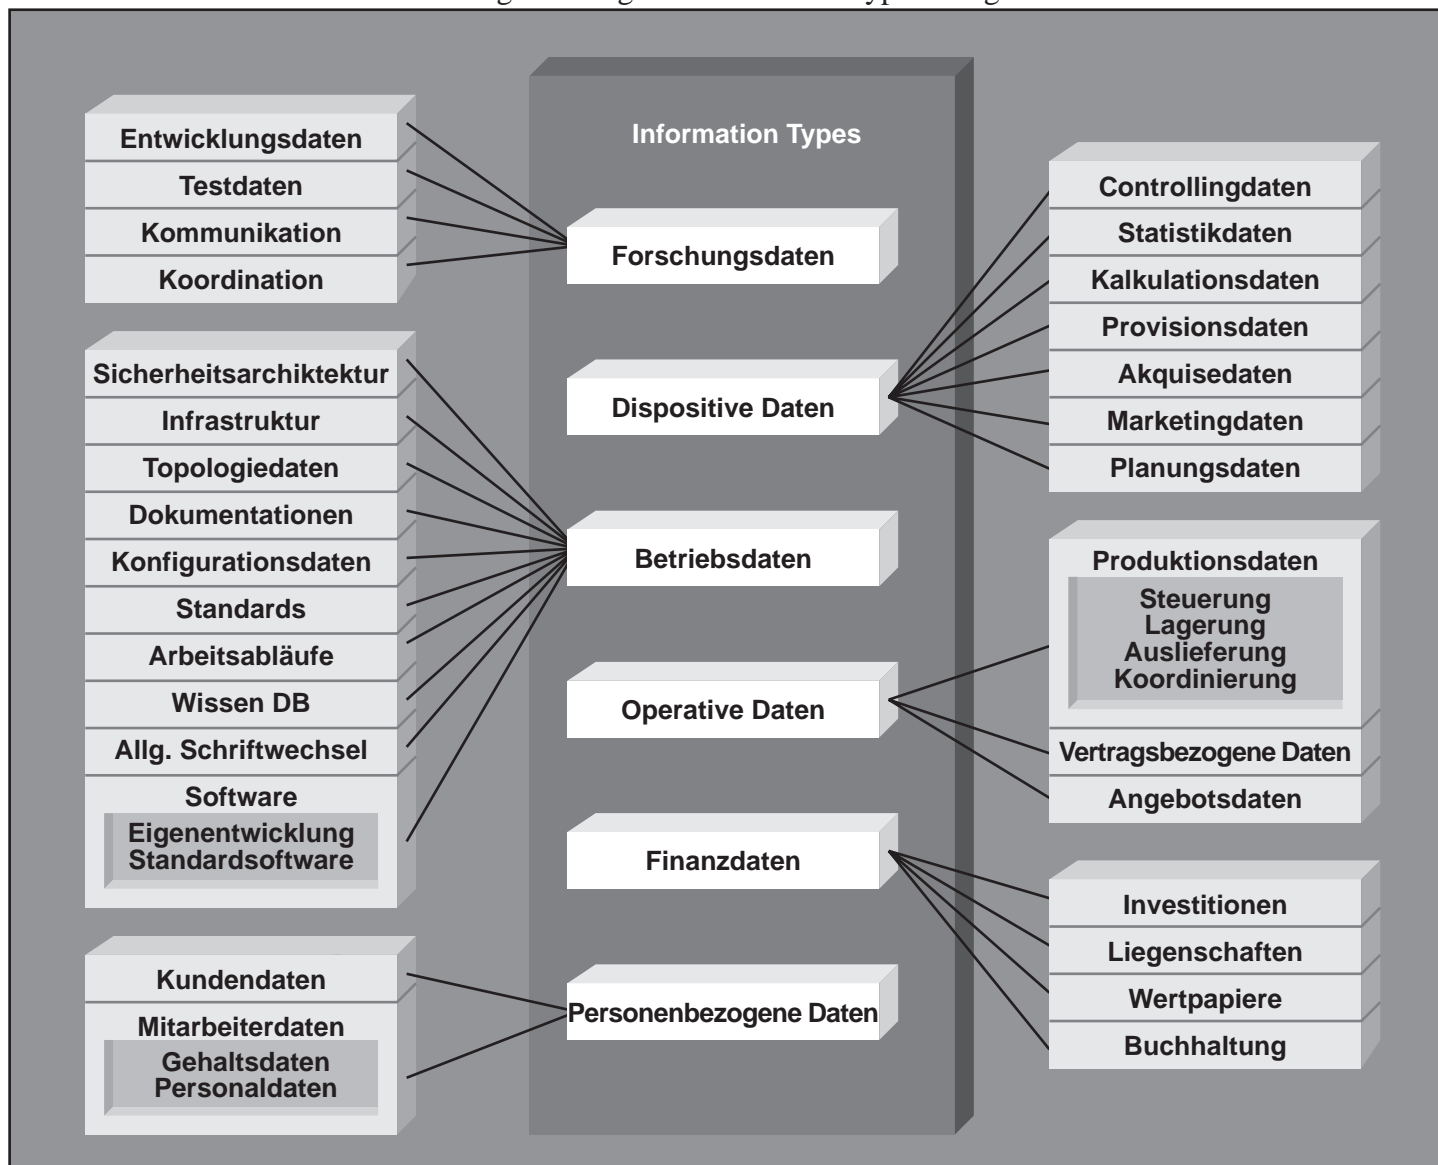 Information Types
Entwicklungsdaten
Testdaten
Kommunikation
Koordination
Sicherheitsarchiktektur
Infrastruktur
Topologiedaten
Dokumentationen
Konfigurationsdaten
Standards
Arbeitsabläufe
Wissen DB
Allg. Schriftwechsel
Software
Eigenentwicklung
Standardsoftware
Kundendaten
Mitarbeiterdaten
Gehaltsdaten
Personaldaten
Forschungsdaten
Dispositive Daten
Betriebsdaten
Operative Daten
Finanzdaten
Personenbezogene Daten
Controllingdaten
Statistikdaten
Kalkulationsdaten
Provisionsdaten
Akquisedaten
Marketingdaten
Planungsdaten
Produktionsdaten
Steuerung
Lagerung
Auslieferung
Koordinierung
Vertragsbezogene Daten
Angebotsdaten
Investitionen
Liegenschaften
Wertpapiere
Buchhaltung